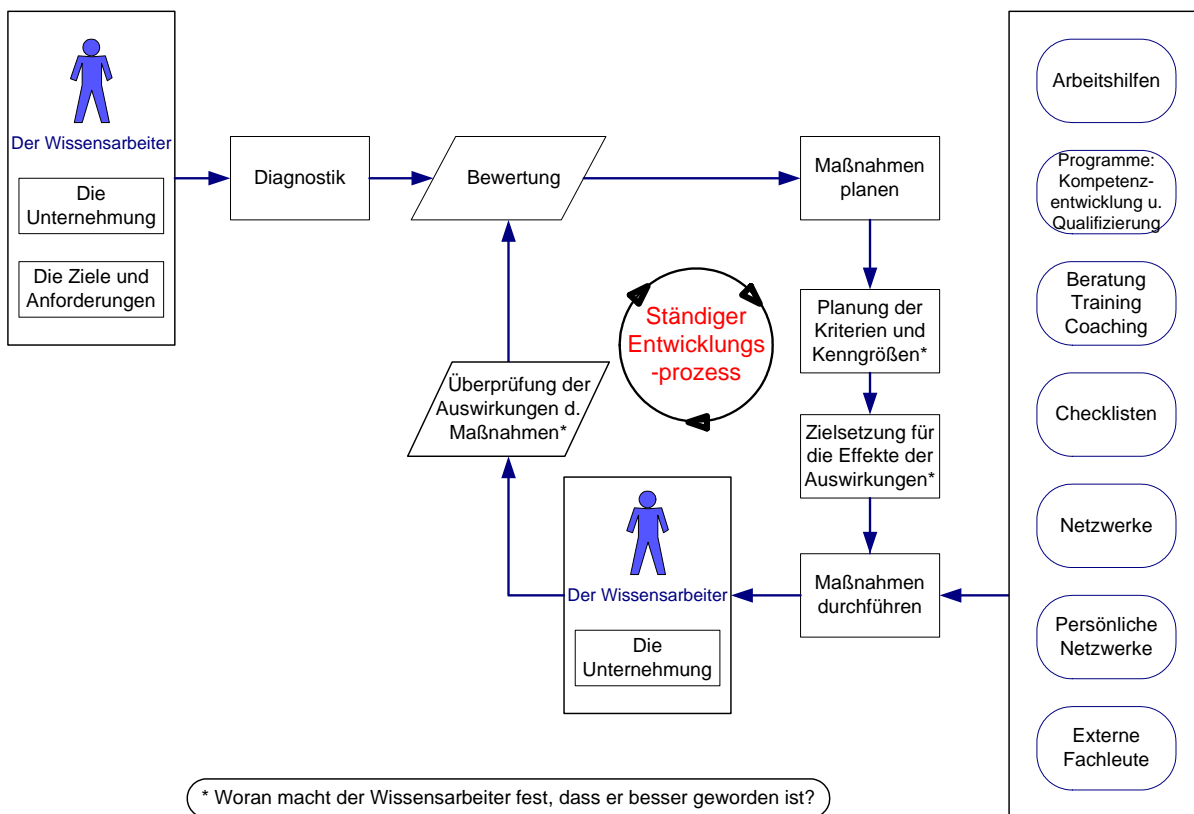 Der Wissensarbeiter
Die
Unternehmung
Die Ziele und
Anforderungen
Diagnostik
Bewertung
Maßnahmen
planen
Planung der
Kriterien und
Kenngrößen*
Zielsetzung für
die Effekte der
Auswirkungen*
Maßnahmen
durchführen
Ständiger
Entwicklungs
-prozess
Überprüfung der
Auswirkungen d.
Maßnahmen*
Der Wissensarbeiter
Die
Unternehmung
Arbeitshilfen
Programme:
Kompetenz-
entwicklung u.
Qualifizierung
Beratung
Training
Coaching
Checklisten
Netzwerke
Persönliche
Netzwerke
Externe
Fachleute
* Woran macht der Wissensarbeiter fest, dass er besser geworden ist?